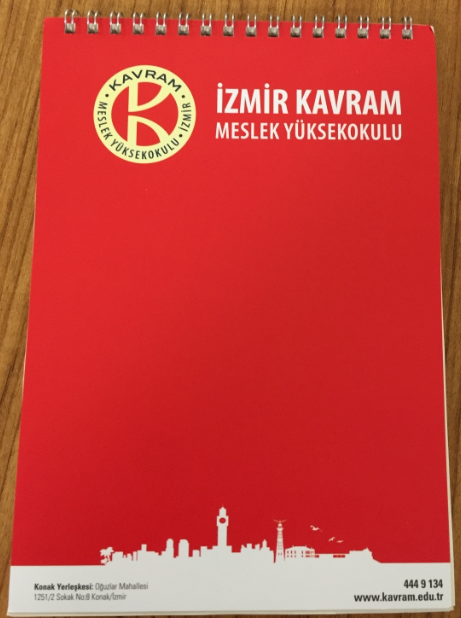 KAVRAM
MESLEK YÜKSEKOKULU • İZMİR
İZMİR KAVRAM
MESLEK YÜKSEKOKULU
Konak Yerleşkesi: Oğuzlar Mahallesi
1251/2 Sokak No:8 Konak/İzmir
444 9 134
www.kavram.edu.tr